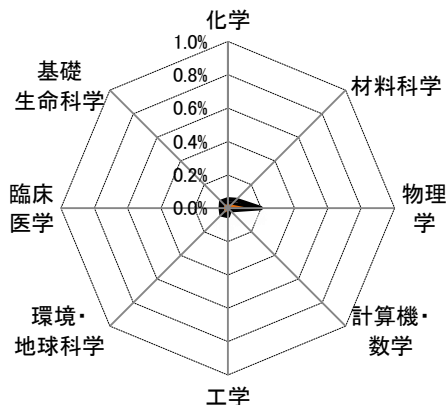 化学
1.0%
0.8%
0.6%
0.4%
0.2%
0.0%
材料科学
物理
学
計算機・
数学
工学
環境・
地球科学
臨床
医学
基礎
生命科学